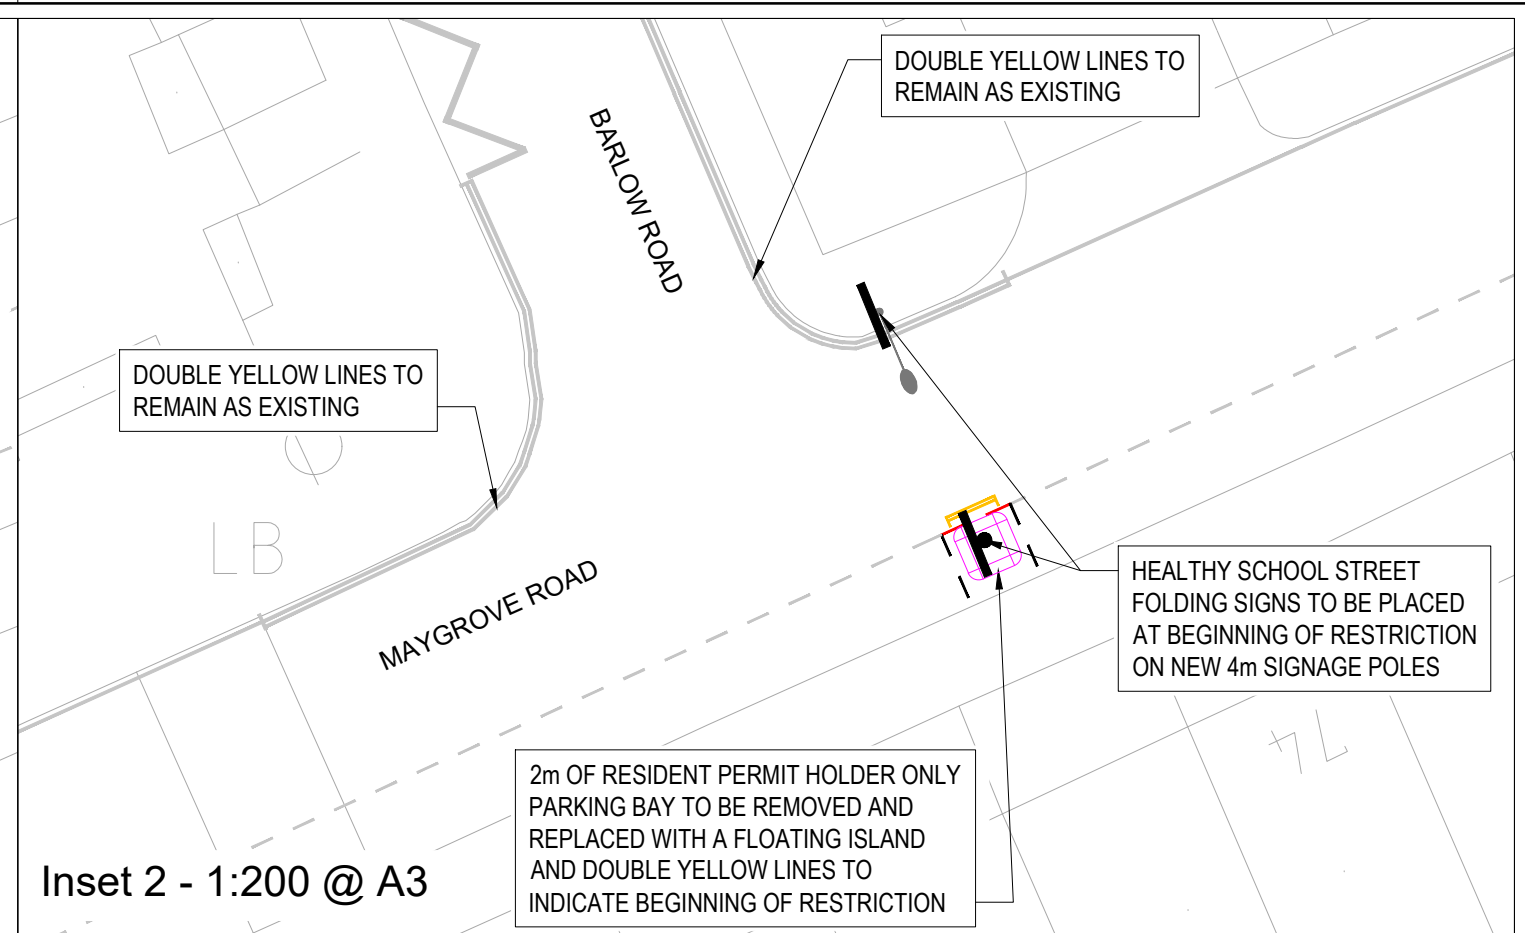 DOUBLE YELLOW LINES TO
REMAIN AS EXISTING
BARLOW ROAD
DOUBLE YELLOW LINES TO
REMAIN AS EXISTING
LB
MAYGROVE ROAD
HEALTHY SCHOOL STREET
FOLDING SIGNS TO BE PLACED
AT BEGINNING OF RESTRICTION
ON NEW 4m SIGNAGE POLES
74
2m OF RESIDENT PERMIT HOLDER ONLY
PARKING BAY TO BE REMOVED AND
REPLACED WITH A FLOATING ISLAND
AND DOUBLE YELLOW LINES TO
INDICATE BEGINNING OF RESTRICTION
Inset 2 - 1:200 @ A3